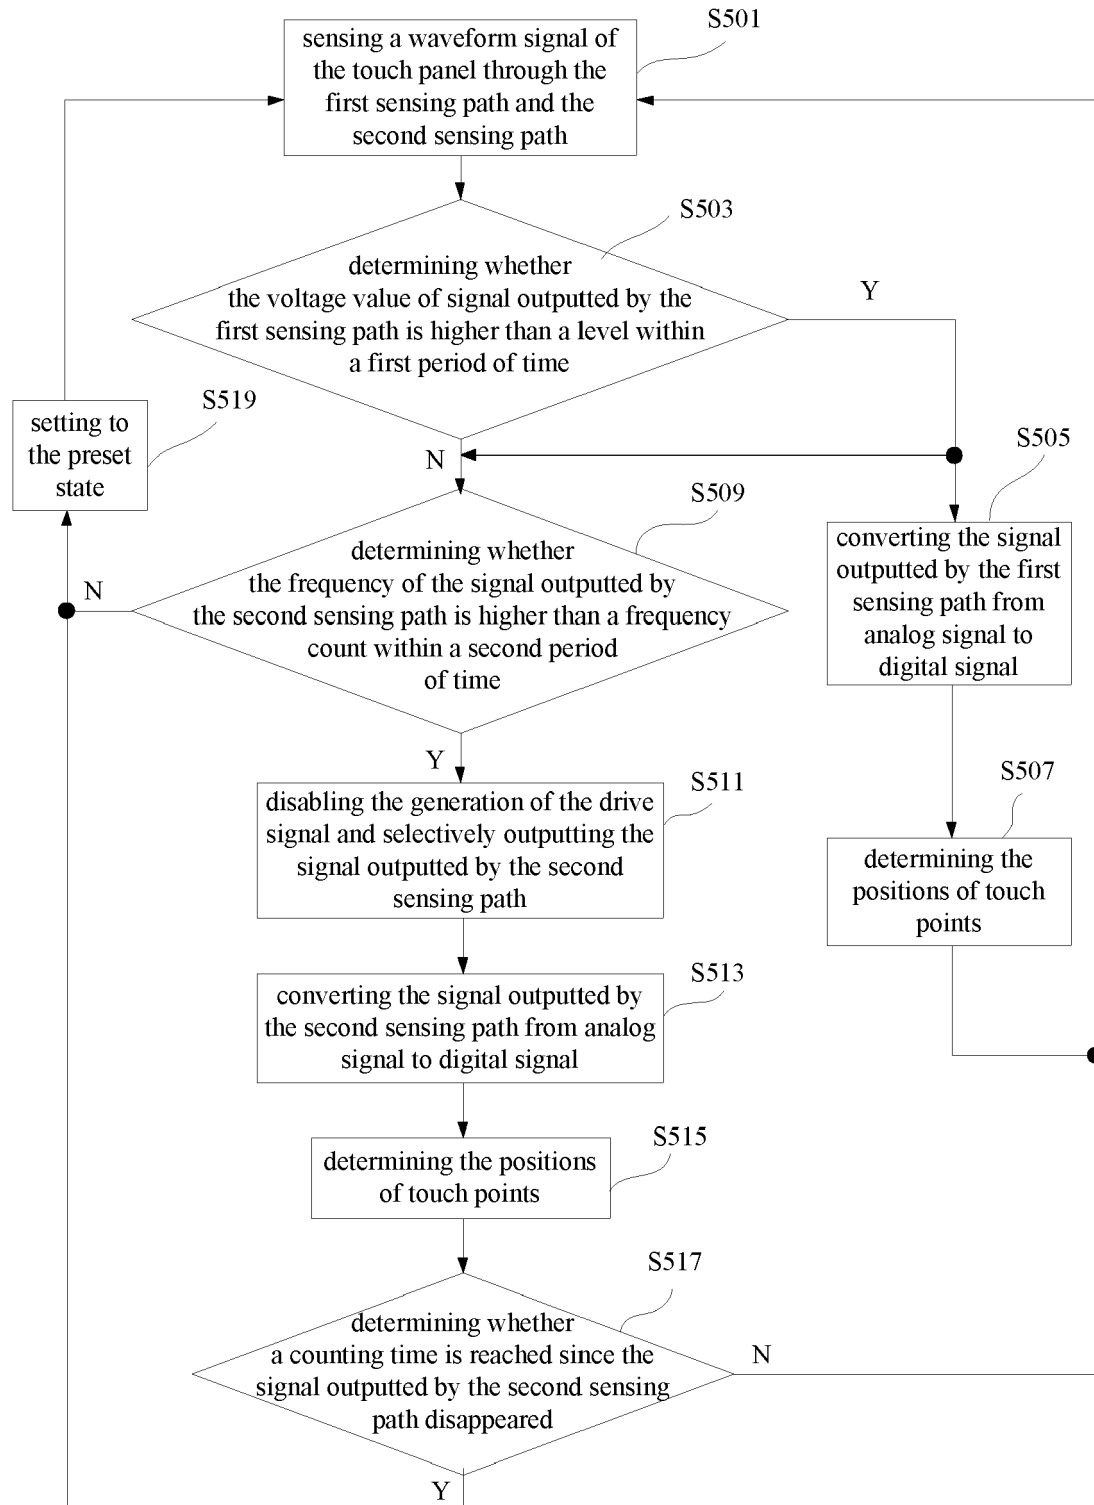 S501
sensing a waveform signal of
the touch panel through the
first sensing path and the
second sensing path
S503
determining whether
the voltage value of signal outputted by the
first sensing path is higher than a level within
a first period of time
Y
N
S519
setting to
the preset
state
S505
converting the signal
outputted by the first
sensing path from
analog signal to
digital signal
S509
determining whether
the frequency of the signal outputted by
the second sensing path is higher than a frequency
count within a second period
of time
N
Y
S507
determining the
positions of touch
points
S511
disabling the generation of the drive
signal and selectively outputting the
signal outputted by the second
sensing path
S513
converting the signal outputted by
the second sensing path from analog
signal to digital signal
S515
determining the positions
of touch points
S517
determining whether
a counting time is reached since the
signal outputted by the second sensing
path disappeared
N
Y